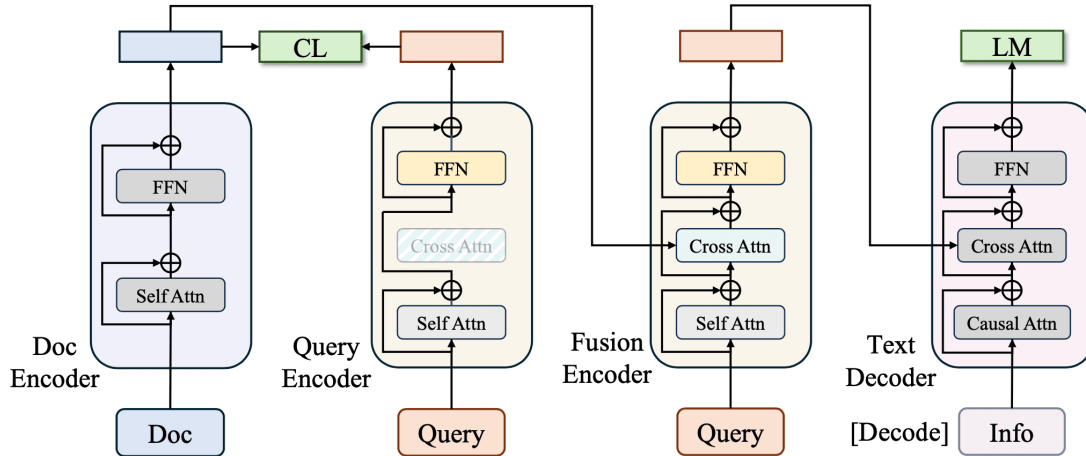 CL
LM
FFN
Self Attn
Doc
Encoder
Doc
FFN
Cross Attn
Self Attn
Query
Encoder
Query
FFN
Cross Attn
Self Attn
Fusion
Encoder
Query
FFN
Cross Attn
Causal Attn
Text
Decoder
[Decode]
Info